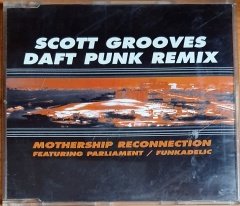 SCOTT GROOVES
DAFT PUNK REMIX
MOTHERSHIP RECONNECTION
FEATURING PARLIAMENT / FUNKADELIC